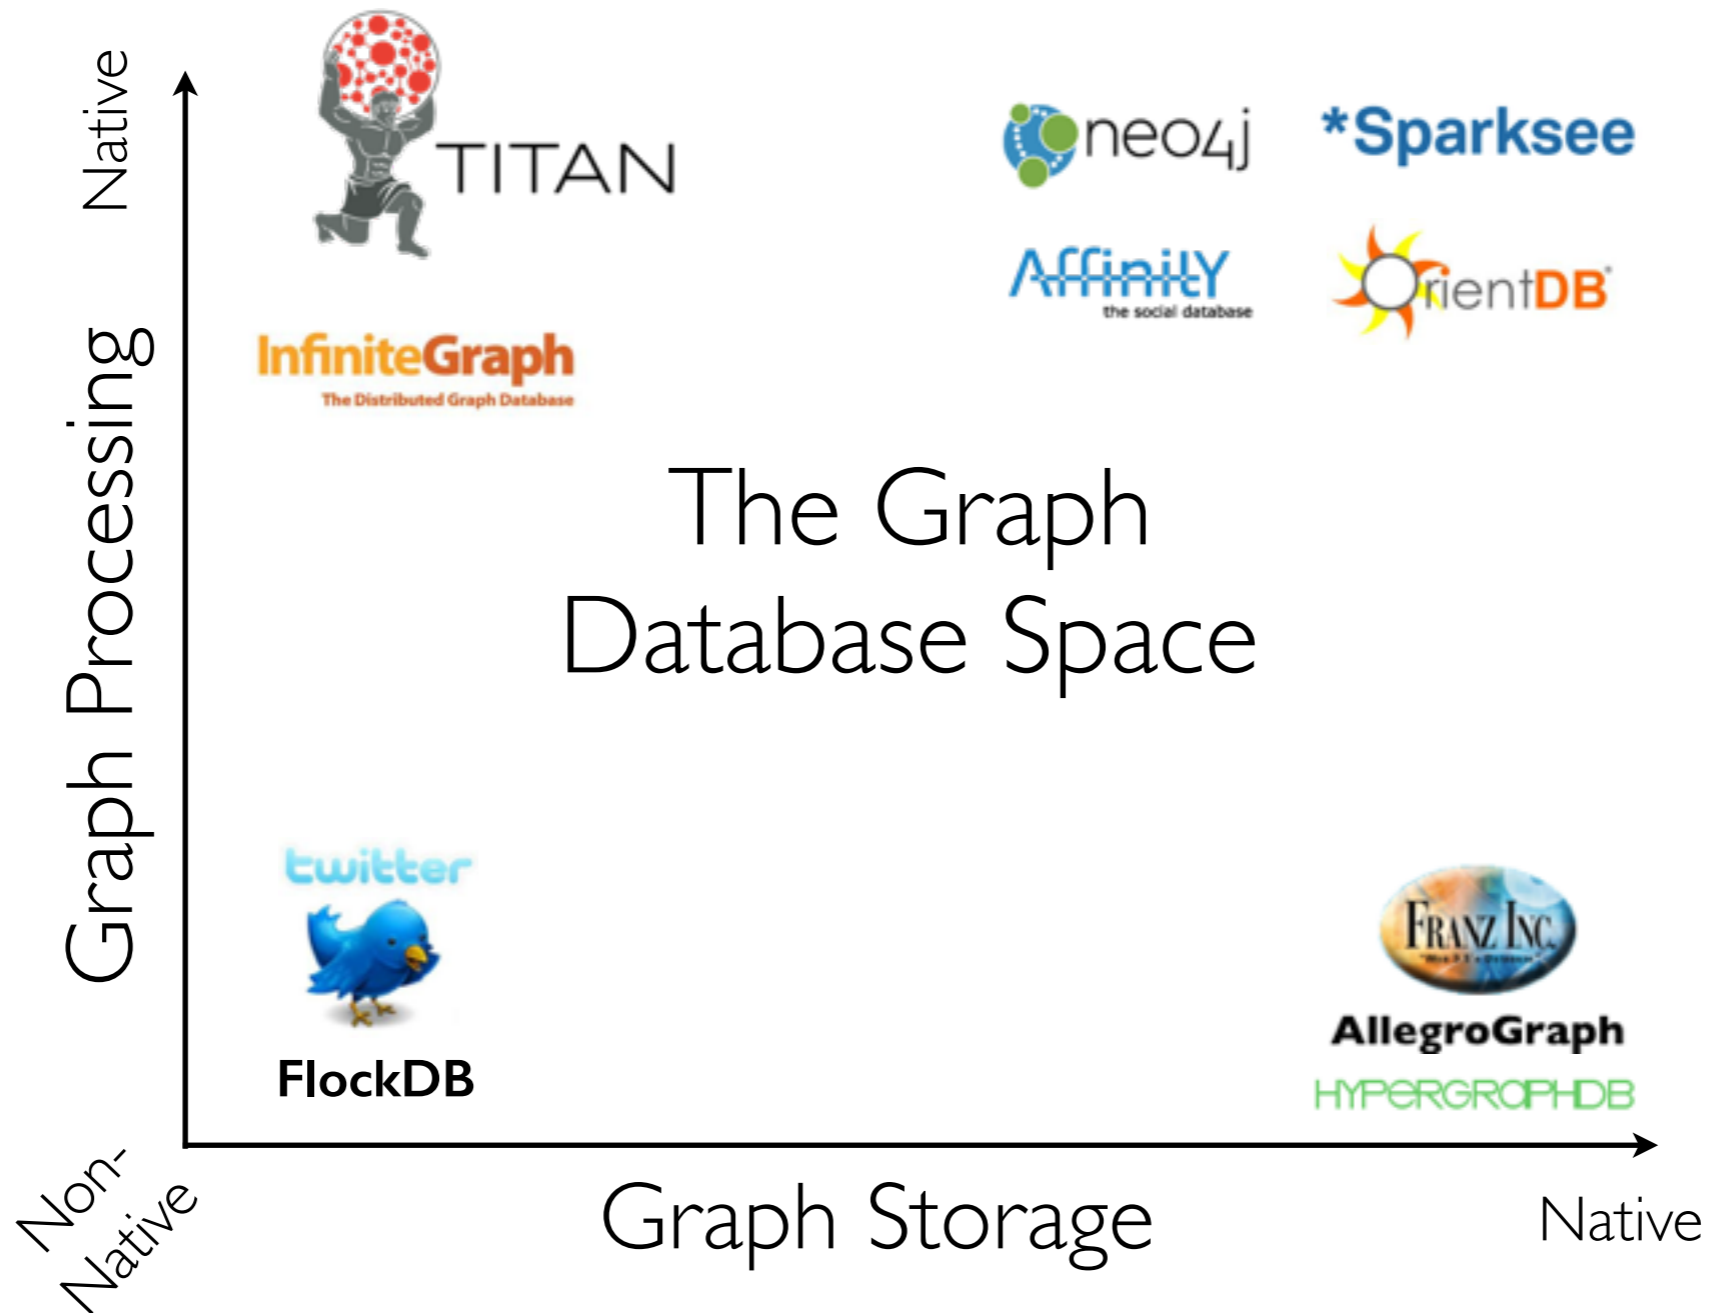 Native
TITAN
neo4j
*Sparksee
Affinity
the social database
OrientDB
InfiniteGraph
The Distributed Graph Database
Graph Processing
The Graph
Database Space
twitter
FlockDB
FRANZ INC.
AllegroGraph
HYPERGRAPHDB
Non-
Native
Graph Storage
Native